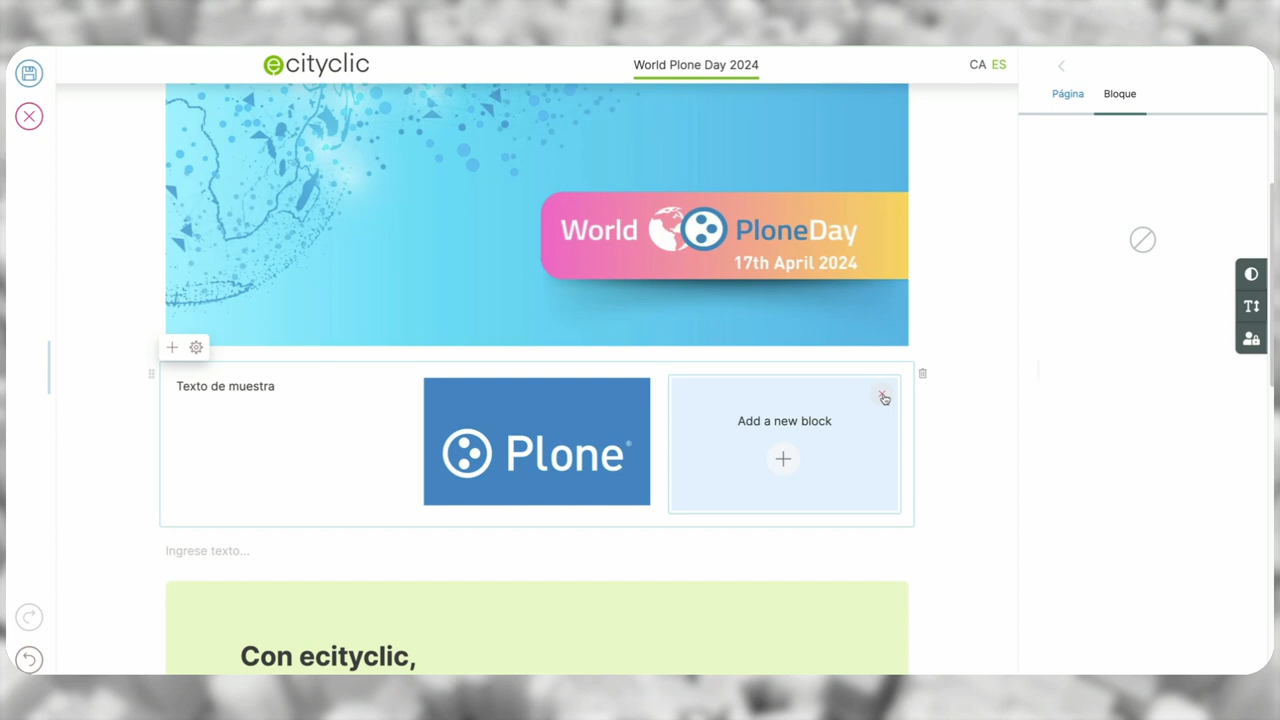 ecityclic
World Plone Day 2024
CA ES
Página
Bloque
World PloneDay
17th April 2024
Texto de muestra
Plone®
Add a new block
Ingrese texto...
Con ecityclic,